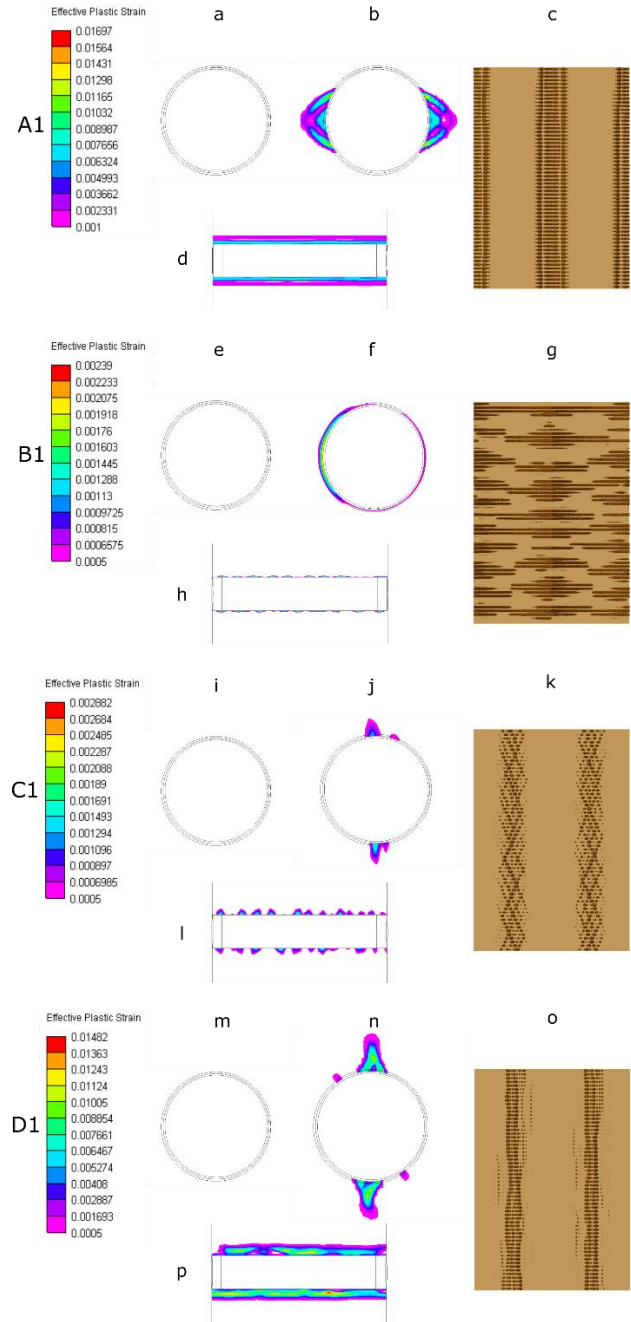 Effective Plastic Strain
a
b
c
0.01697
0.01564
0.01431
0.01298
0.01165
0.01032
0.008987
0.007656
0.006324
0.004993
0.003662
0.002331
0.001
A1
d
Effective Plastic Strain
e
f
g
0.00239
0.002233
0.002075
0.001918
0.00176
0.001603
0.001445
0.001288
0.00113
0.0009725
0.000815
0.0006575
0.0005
B1
h
Effective Plastic Strain
i
j
k
0.002882
0.002684
0.002485
0.002287
0.002088
0.00189
0.001691
0.001493
0.001294
0.001096
0.000897
0.0006985
0.0005
C1
l
Effective Plastic Strain
m
n
o
0.01482
0.01363
0.01243
0.01124
0.01005
0.008854
0.007661
0.006467
0.005274
0.00408
0.002887
0.001693
0.0005
D1
p